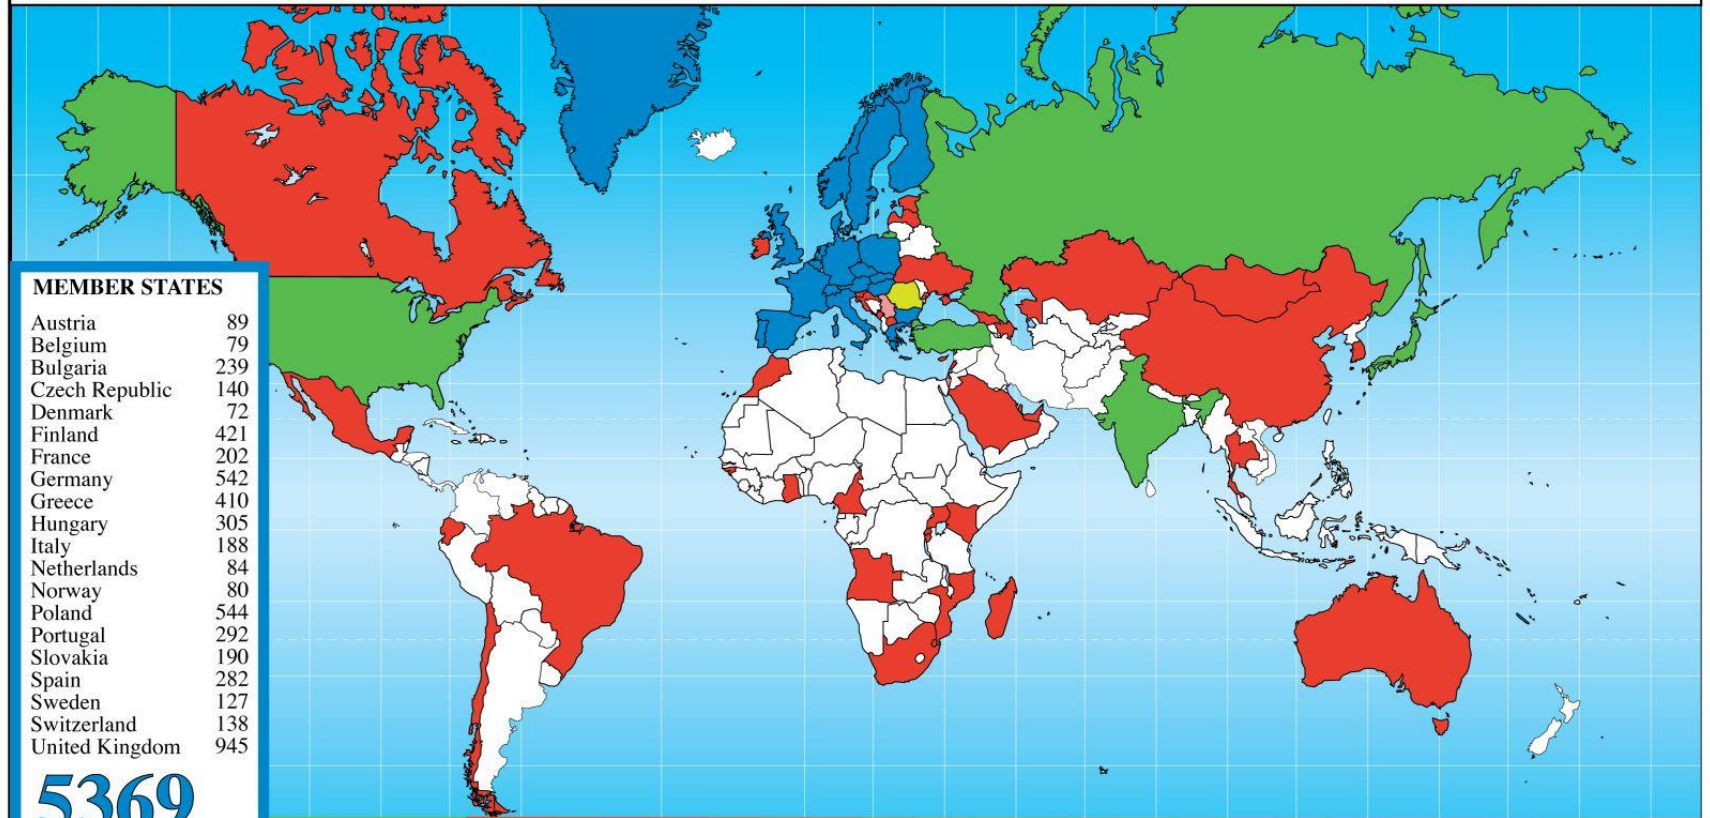 MEMBER STATES
Austria 89
Belgium 79
Bulgaria 239
Czech Republic 140
Denmark 72
Finland 421
France 202
Germany 542
Greece 410
Hungary 305
Italy 188
Netherlands 84
Norway 80
Poland 544
Portugal 292
Slovakia 190
Spain 282
Sweden 127
Switzerland 138
United Kingdom 945
5369